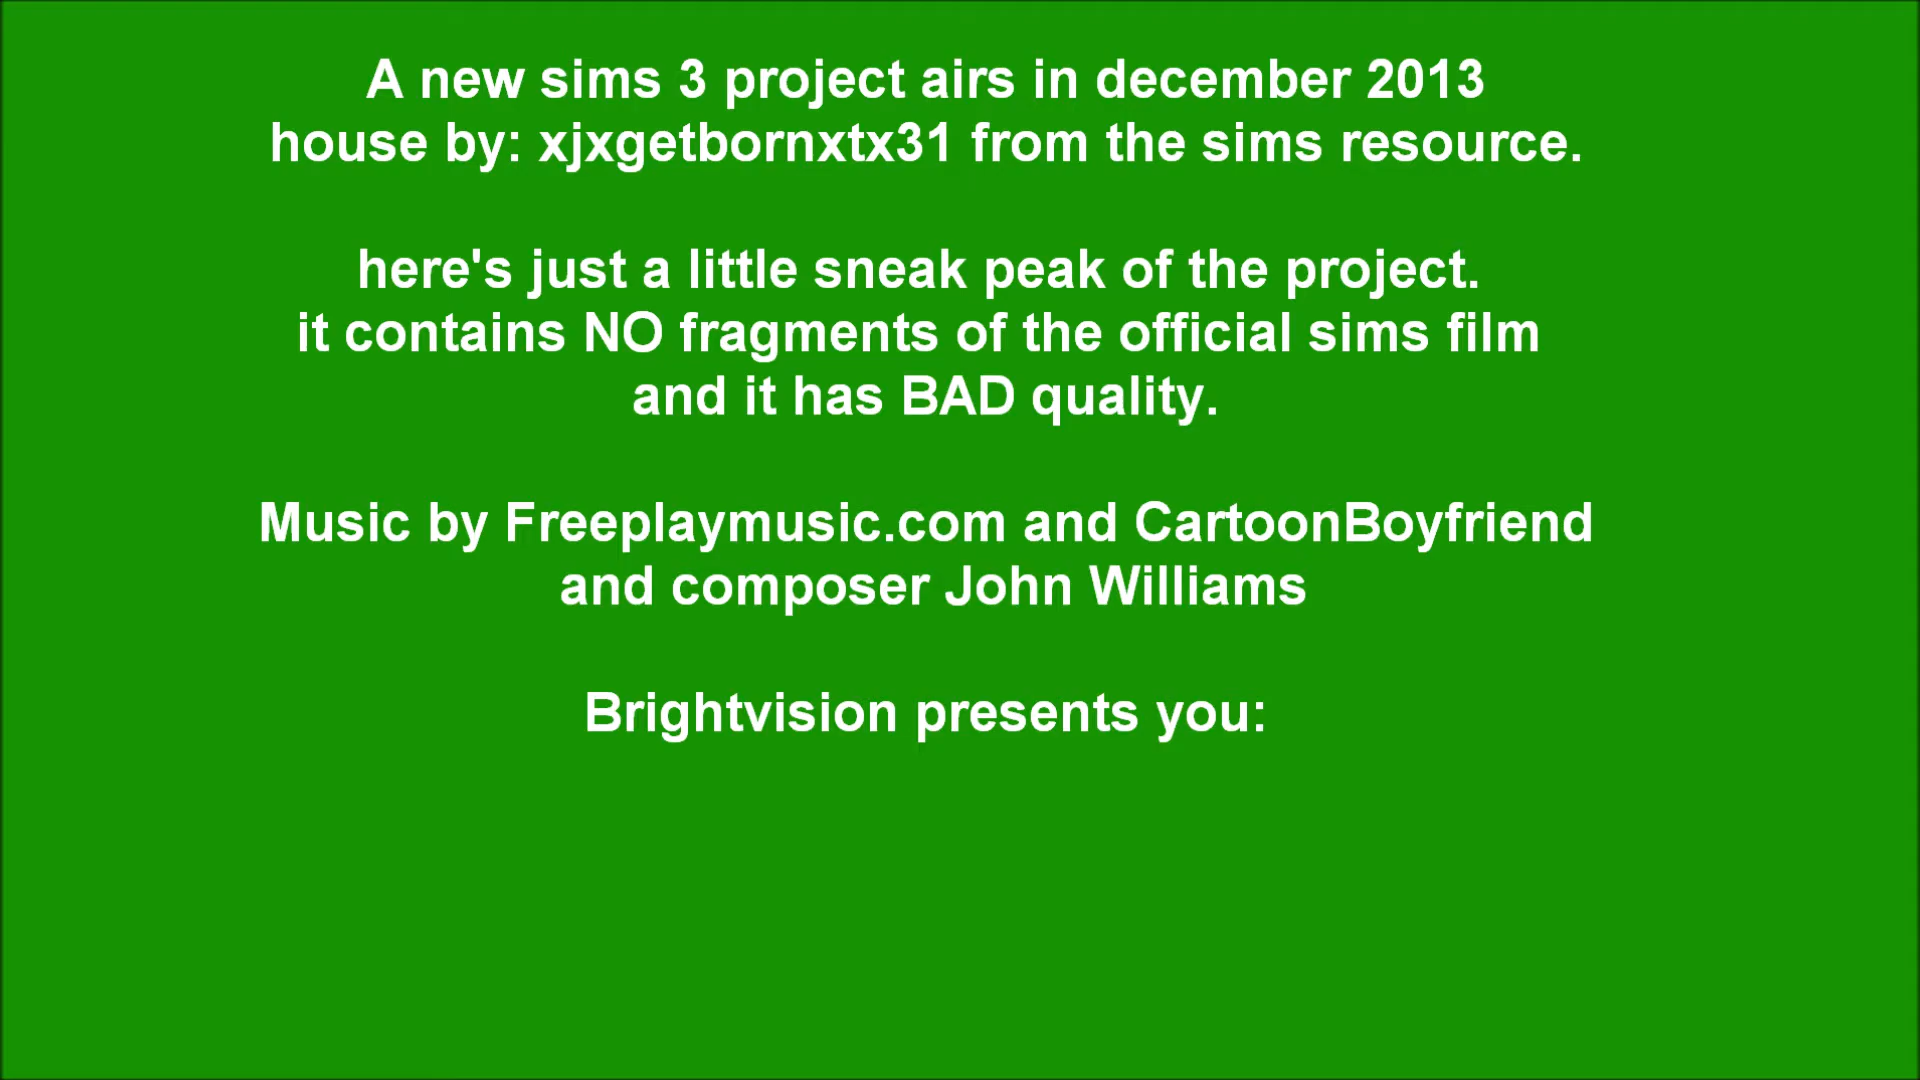 A new sims 3 project airs in december 2013
house by: xjxgetbornxtx31 from the sims resource.
here's just a little sneak peak of the project.
it contains NO fragments of the official sims film
and it has BAD quality.
Music by Freeplaymusic.com and CartoonBoyfriend
and composer John Williams
Brightvision presents you: